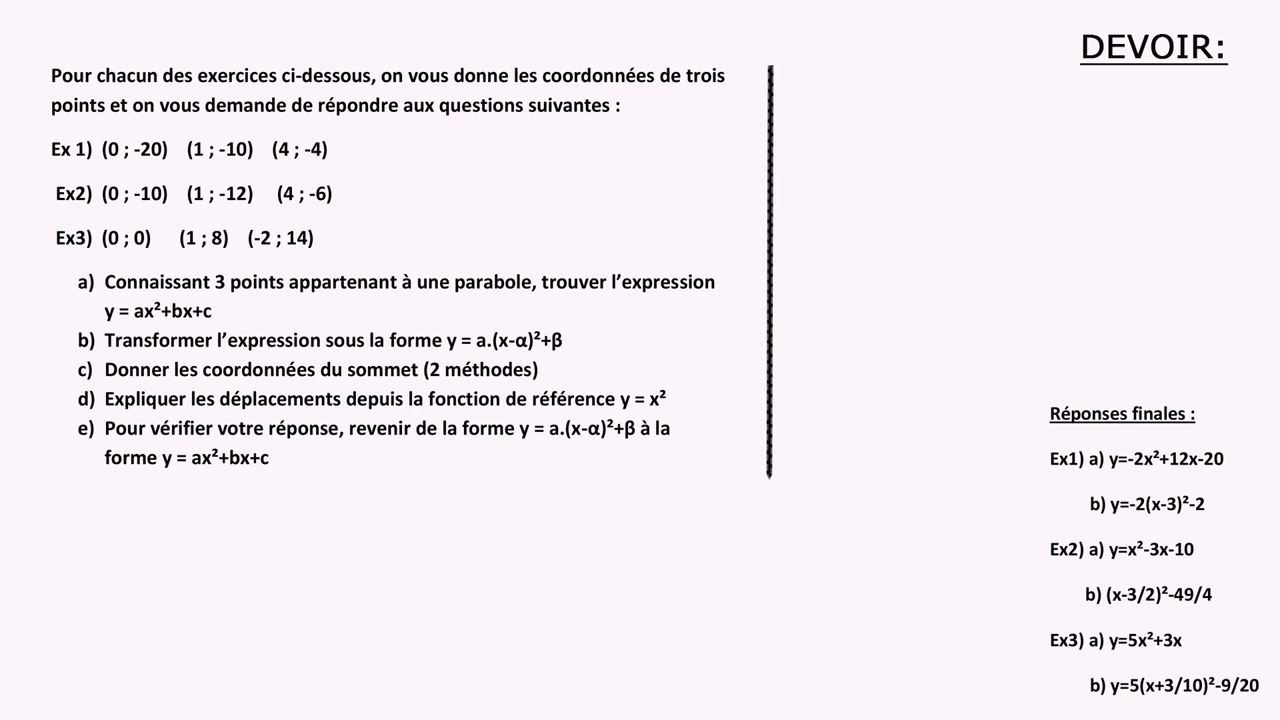 DEVOIR:
Pour chacun des exercices ci-dessous, on vous donne les coordonnées de trois
points et on vous demande de répondre aux questions suivantes :
Ex 1) (0 ; -20) (1 ; -10) (4 ; -4)
Ex2) (0 ; -10) (1 ; -12) (4 ; -6)
Ex3) (0 ; 0) (1 ; 8) (-2 ; 14)
a) Connaissant 3 points appartenant à une parabole, trouver l’expression
y = ax²+bx+c
b) Transformer l’expression sous la forme y = a.(x-α)²+β
c) Donner les coordonnées du sommet (2 méthodes)
d) Expliquer les déplacements depuis la fonction de référence y = x²
e) Pour vérifier votre réponse, revenir de la forme y = a.(x-α)²+β à la
forme y = ax²+bx+c
Réponses finales :
Ex1) a) y=-2x²+12x-20
b) y=-2(x-3)²-2
Ex2) a) y=x²-3x-10
b) (x-3/2)²-49/4
Ex3) a) y=5x²+3x
b) y=5(x+3/10)²-9/20